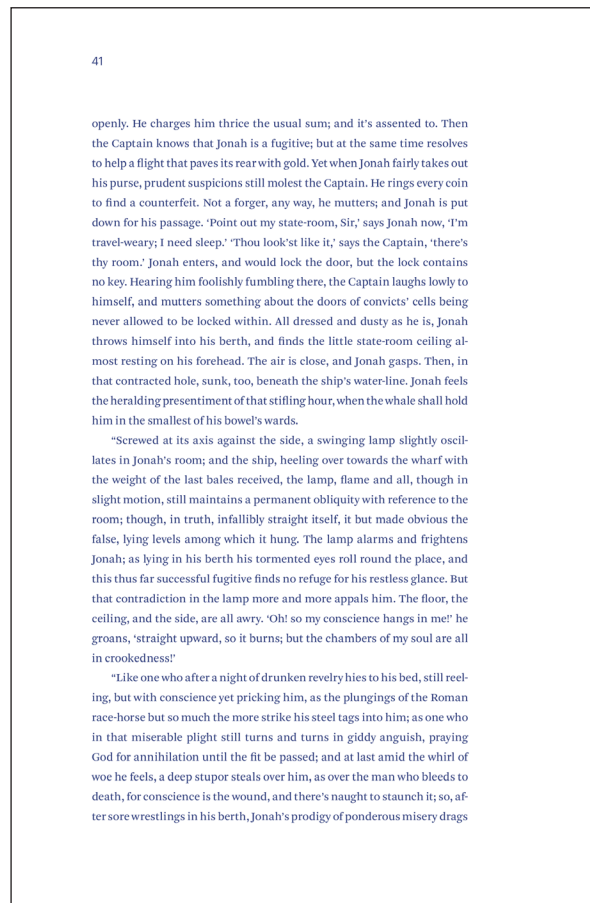 41
openly. He charges him thrice the usual sum; and it’s assented to. Then
the Captain knows that Jonah is a fugitive; but at the same time resolves
to help a flight that paves its rear with gold. Yet when Jonah fairly takes out
his purse, prudent suspicions still molest the Captain. He rings every coin
to find a counterfeit. Not a forger, any way, he mutters; and Jonah is put
down for his passage. ‘Point out my state-room, Sir,’ says Jonah now, ‘I’m
travel-weary; I need sleep.’ ‘Thou look’st like it,’ says the Captain, ‘there’s
thy room.’ Jonah enters, and would lock the door, but the lock contains
no key. Hearing him foolishly fumbling there, the Captain laughs lowly to
himself, and mutters something about the doors of convicts’ cells being
never allowed to be locked within. All dressed and dusty as he is, Jonah
throws himself into his berth, and finds the little state-room ceiling al-
most resting on his forehead. The air is close, and Jonah gasps. Then, in
that contracted hole, sunk, too, beneath the ship’s water-line. Jonah feels
the heralding presentiment of that stifling hour, when the whale shall hold
him in the smallest of his bowel’s wards.
“Screwed at its axis against the side, a swinging lamp slightly oscil-
lates in Jonah’s room; and the ship, heeling over towards the wharf with
the weight of the last bales received, the lamp, flame and all, though in
slight motion, still maintains a permanent obliquity with reference to the
room; though, in truth, infallibly straight itself, it but made obvious the
false, lying levels among which it hung. The lamp alarms and frightens
Jonah; as lying in his berth his tormented eyes roll round the place, and
this thus far successful fugitive finds no refuge for his restless glance. But
that contradiction in the lamp more and more appals him. The floor, the
ceiling, and the side, are all awry. ‘Oh! so my conscience hangs in me!’ he
groans, ‘straight upward, so it burns; but the chambers of my soul are all
in crookedness!’
“Like one who after a night of drunken revelry hies to his bed, still reel-
ing, but with conscience yet pricking him, as the plungings of the Roman
race-horse but so much the more strike his steel tags into him; as one who
in that miserable plight still turns and turns in giddy anguish, praying
God for annihilation until the fit be passed; and at last amid the whirl of
woe he feels, a deep stupor steals over him, as over the man who bleeds to
death, for conscience is the wound, and there’s naught to staunch it; so, af-
ter sore wrestlings in his berth, Jonah’s prodigy of ponderous misery drags